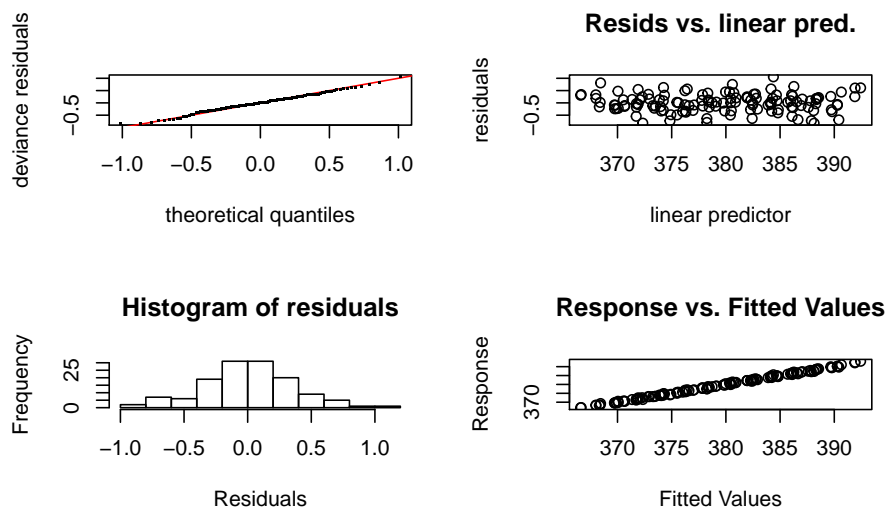 deviance residuals
−0.5
−1.0 −0.5 0.0 0.5 1.0
theoretical quantiles
Resids vs. linear pred.
residuals
−0.5
370 375 380 385 390
linear predictor
Histogram of residuals
Frequency
0 25
−1.0 −0.5 0.0 0.5 1.0
Residuals
Response vs. Fitted Values
Response
370
370 375 380 385 390
Fitted Values